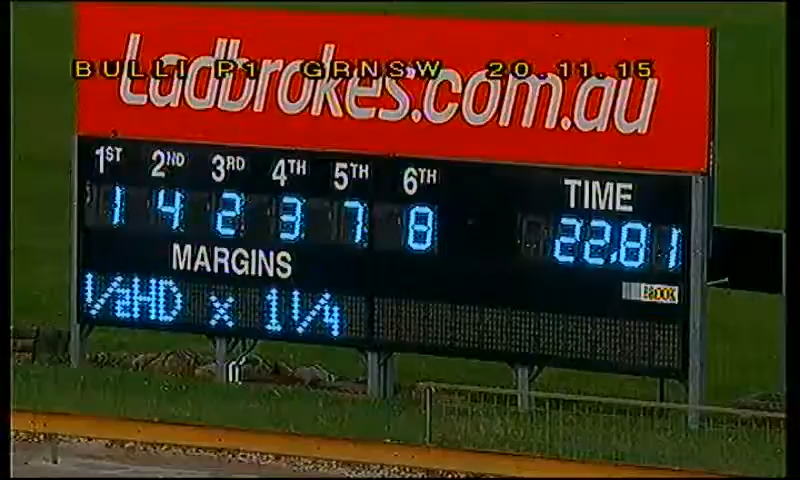 Ladbrokes.com.au
BULLI P1 GRNSW 20.11.15
1ST 2ND 3RD 4TH 5TH 6TH TIME
1 4 2 3 7 8 22.81
MARGINS
1/2HD x 1 1/4